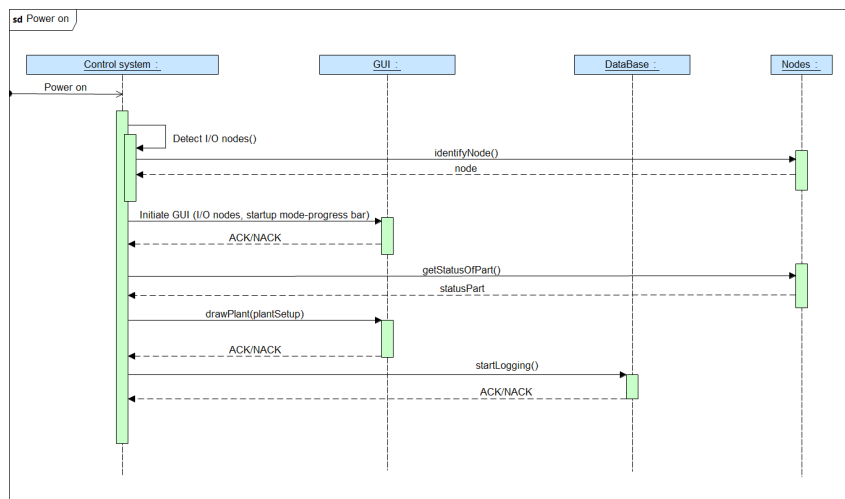 sd Power on
Control system :
GUI :
DataBase :
Nodes :
Power on
Detect I/O nodes()
identifyNode()
node
Initiate GUI (I/O nodes, startup mode-progress bar)
ACK/NACK
getStatusOfPart()
statusPart
drawPlant(plantSetup)
ACK/NACK
startLogging()
ACK/NACK